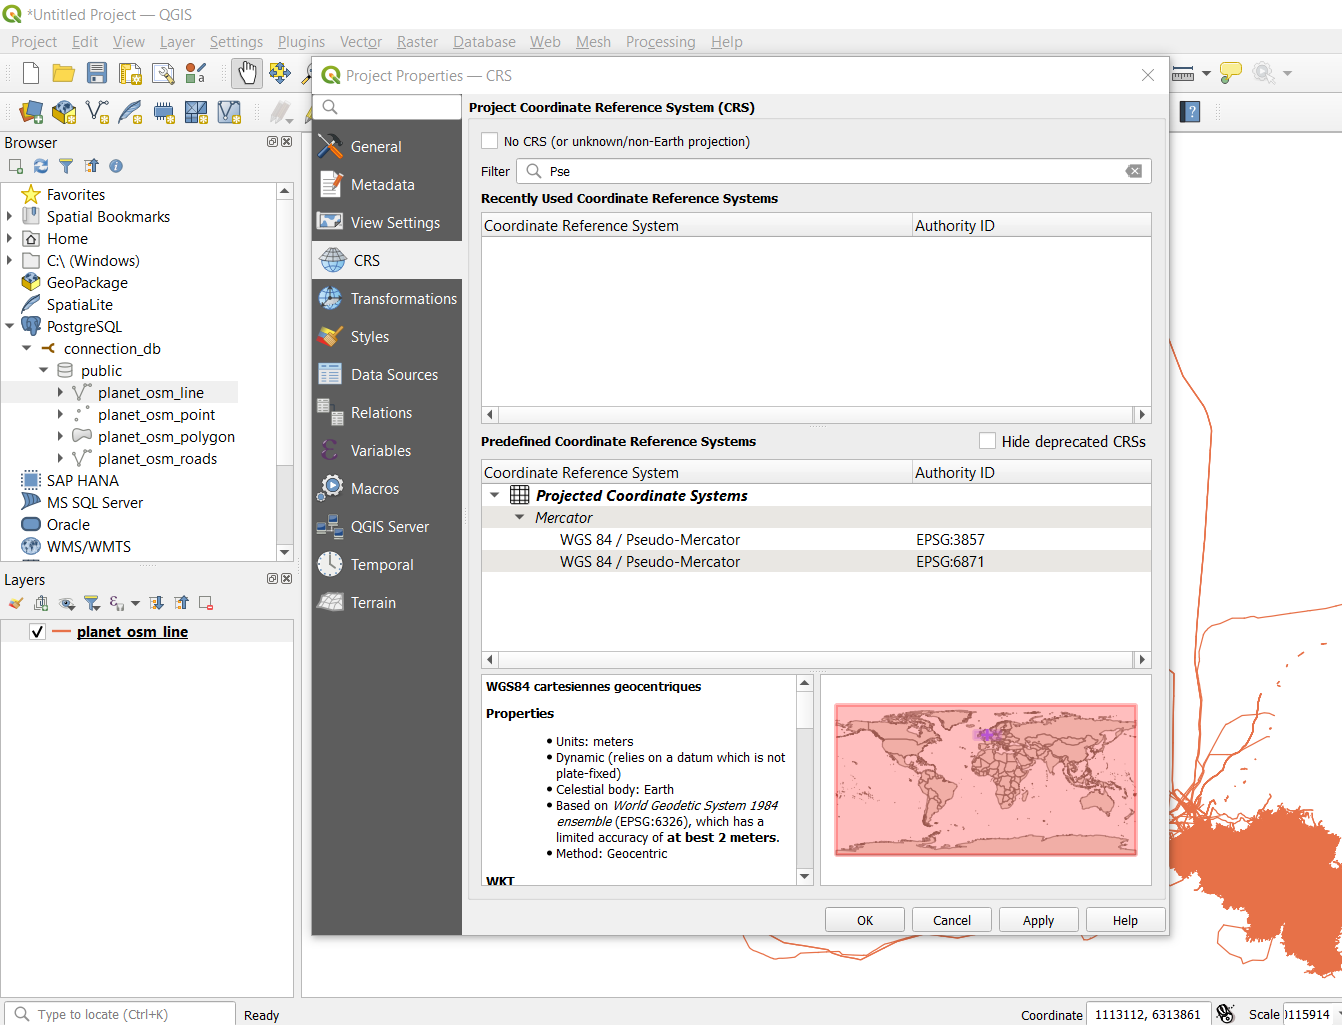 *Untitled Project — QGIS
Project Edit View Layer Settings Plugins Vector Raster Database Web Mesh Processing Help
Project Properties — CRS
Browser
Favorites
Spatial Bookmarks
Home
C:\ (Windows)
GeoPackage
SpatiaLite
PostgreSQL
connection_db
public
planet_osm_line
planet_osm_point
planet_osm_polygon
planet_osm_roads
SAP HANA
MS SQL Server
Oracle
WMS/WMTS
Layers
planet_osm_line
General
Metadata
View Settings
CRS
Transformations
Styles
Data Sources
Relations
Variables
Macros
QGIS Server
Temporal
Terrain
Project Coordinate Reference System (CRS)
No CRS (or unknown/non-Earth projection)
Filter Pse
Recently Used Coordinate Reference Systems
Coordinate Reference System Authority ID
Predefined Coordinate Reference Systems Hide deprecated CRSs
Coordinate Reference System Authority ID
Projected Coordinate Systems
Mercator
WGS 84 / Pseudo-Mercator EPSG:3857
WGS 84 / Pseudo-Mercator EPSG:6871
WGS84 cartesiennes geocentriques
Properties
• Units: meters
• Dynamic (relies on a datum which is not
plate-fixed)
• Celestial body: Earth
• Based on World Geodetic System 1984
ensemble (EPSG:6326), which has a
limited accuracy of at best 2 meters.
• Method: Geocentric
WKT
OK Cancel Apply Help
Type to locate (Ctrl+K) Ready Coordinate 1113112, 6313861 Scale